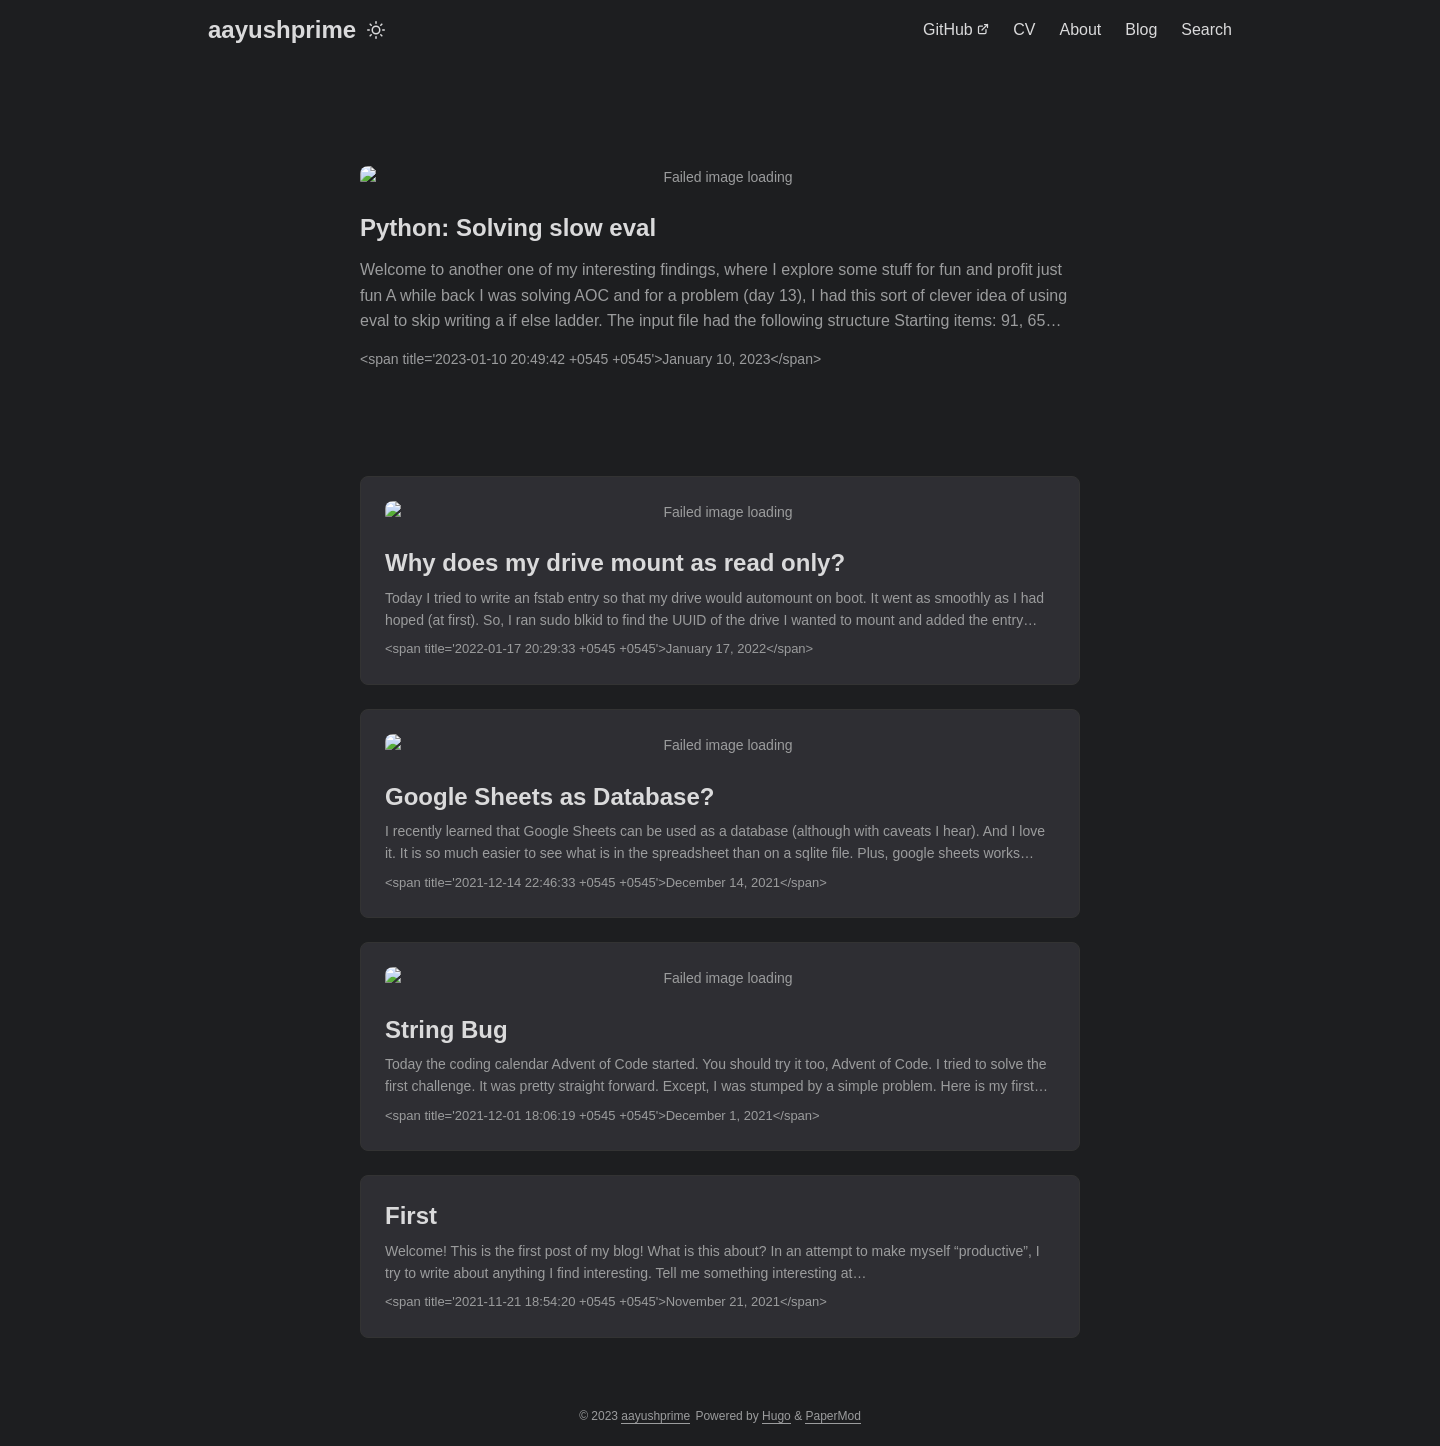 aayushprime
GitHub CV About Blog Search
Failed image loading
Python: Solving slow eval
Welcome to another one of my interesting findings, where I explore some stuff for fun and profit just
fun A while back I was solving AOC and for a problem (day 13), I had this sort of clever idea of using
eval to skip writing a if else ladder. The input file had the following structure Starting items: 91, 65…
<span title='2023-01-10 20:49:42 +0545 +0545'>January 10, 2023</span>
Failed image loading
Why does my drive mount as read only?
Today I tried to write an fstab entry so that my drive would automount on boot. It went as smoothly as I had
hoped (at first). So, I ran sudo blkid to find the UUID of the drive I wanted to mount and added the entry…
<span title='2022-01-17 20:29:33 +0545 +0545'>January 17, 2022</span>
Failed image loading
Google Sheets as Database?
I recently learned that Google Sheets can be used as a database (although with caveats I hear). And I love
it. It is so much easier to see what is in the spreadsheet than on a sqlite file. Plus, google sheets works…
<span title='2021-12-14 22:46:33 +0545 +0545'>December 14, 2021</span>
Failed image loading
String Bug
Today the coding calendar Advent of Code started. You should try it too, Advent of Code. I tried to solve the
first challenge. It was pretty straight forward. Except, I was stumped by a simple problem. Here is my first…
<span title='2021-12-01 18:06:19 +0545 +0545'>December 1, 2021</span>
First
Welcome! This is the first post of my blog! What is this about? In an attempt to make myself “productive”, I
try to write about anything I find interesting. Tell me something interesting at…
<span title='2021-11-21 18:54:20 +0545 +0545'>November 21, 2021</span>
© 2023 aayushprime Powered by Hugo & PaperMod